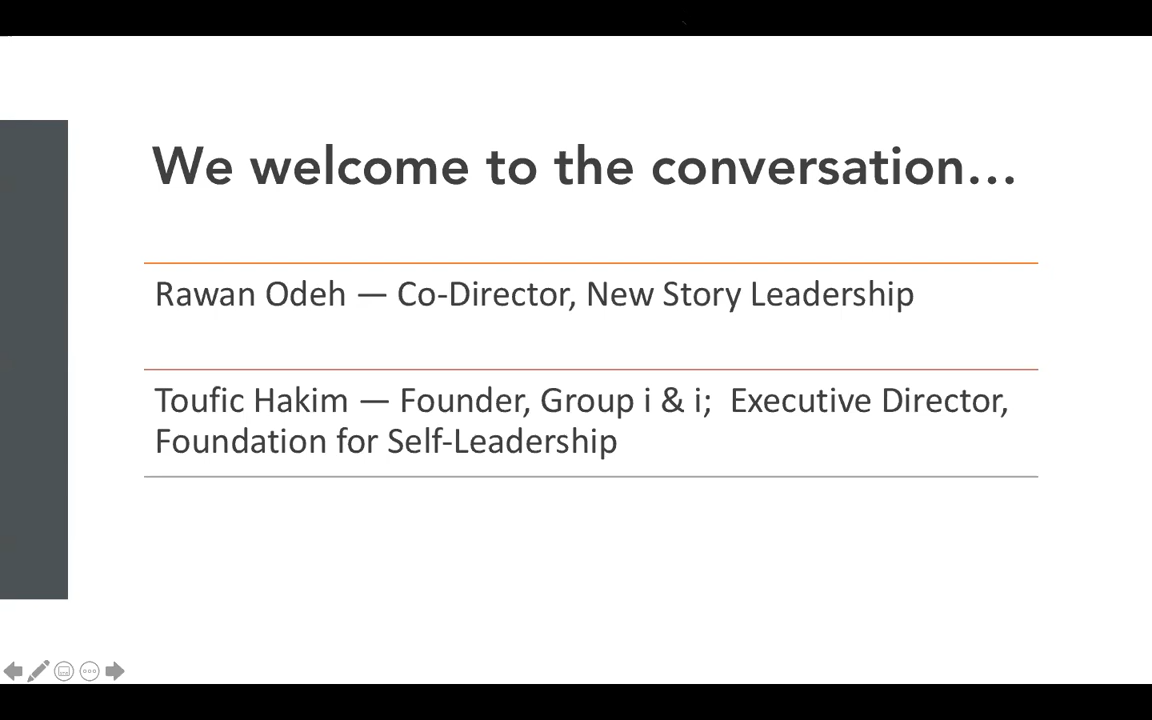 We welcome to the conversation…
Rawan Odeh — Co-Director, New Story Leadership
Toufic Hakim — Founder, Group i & i;  Executive Director,
Foundation for Self-Leadership